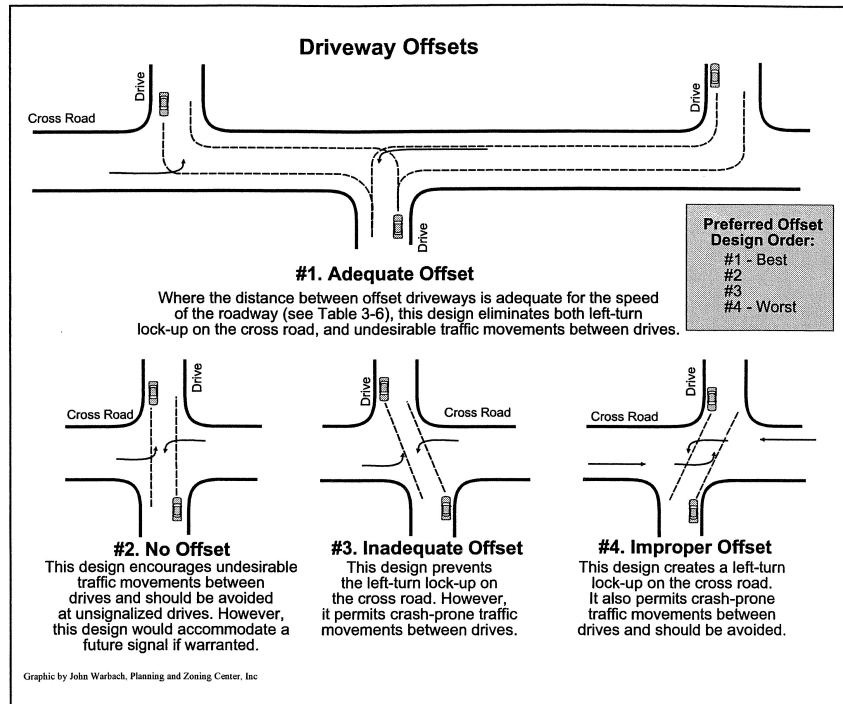 Driveway Offsets
Drive
Drive
Cross Road
Drive
Preferred Offset
Design Order:
#1 - Best
#2
#3
#4 - Worst
#1. Adequate Offset
Where the distance between offset driveways is adequate for the speed
of the roadway (see Table 3-6), this design eliminates both left-turn
lock-up on the cross road, and undesirable traffic movements between drives.
Drive
Cross Road
#2. No Offset
This design encourages undesirable
traffic movements between
drives and should be avoided
at unsignalized drives. However,
this design would accommodate a
future signal if warranted.
Drive
Cross Road
#3. Inadequate Offset
This design prevents
the left-turn lock-up on
the cross road. However,
it permits crash-prone traffic
movements between drives.
Drive
Cross Road
#4. Improper Offset
This design creates a left-turn
lock-up on the cross road.
It also permits crash-prone
traffic movements between
drives and should be avoided.
Graphic by John Warbach, Planning and Zoning Center, Inc